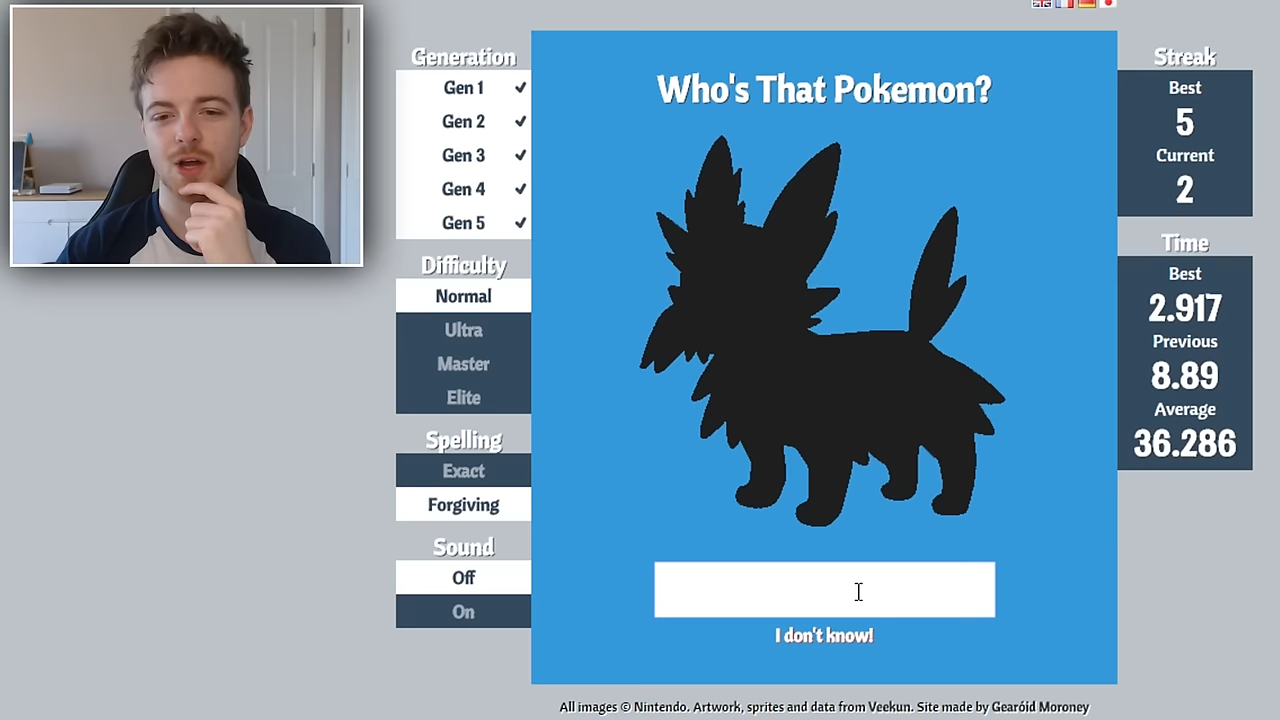 Generation
Gen 1 ✓
Gen 2 ✓
Gen 3 ✓
Gen 4 ✓
Gen 5 ✓
Difficulty
Normal
Ultra
Master
Elite
Spelling
Exact
Forgiving
Sound
Off
On
Who's That Pokemon?
I don't know!
Streak
Best
5
Current
2
Time
Best
2.917
Previous
8.89
Average
36.286
All images © Nintendo. Artwork, sprites and data from Veekun. Site made by Gearóid Moroney